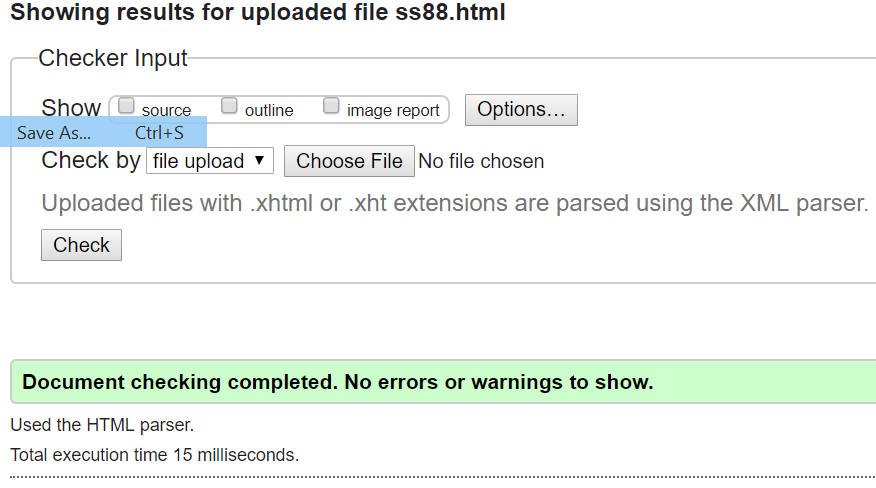 Showing results for uploaded file ss88.html
Checker Input
Show source outline image report Options...
Save As... Ctrl+S
Check by file upload ▼ Choose File No file chosen
Uploaded files with .xhtml or .xht extensions are parsed using the XML parser.
Check
Document checking completed. No errors or warnings to show.
Used the HTML parser.
Total execution time 15 milliseconds.